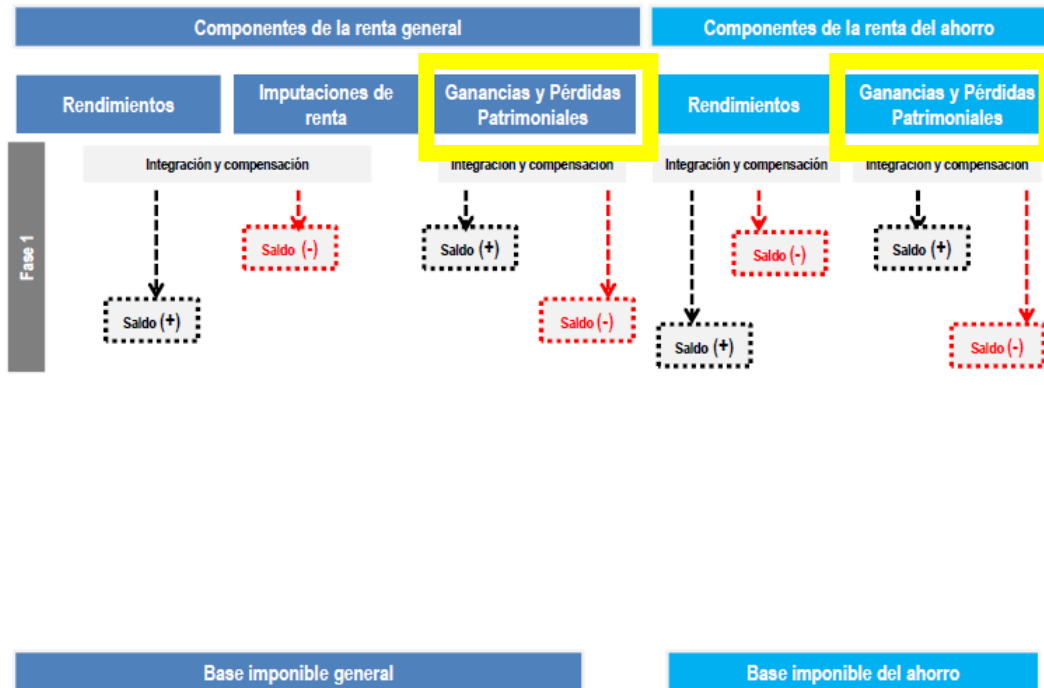 Componentes de la renta general
Componentes de la renta del ahorro
Rendimientos
Imputaciones de
renta
Ganancias y Pérdidas
Patrimoniales
Rendimientos
Ganancias y Pérdidas
Patrimoniales
Fase 1
Integración y compensación
Integración y compensación
Integración y compensación
Integración y compensación
Saldo (-)
Saldo (+)
Saldo (-)
Saldo (+)
Saldo (+)
Saldo (-)
Saldo (+)
Saldo (-)
Base imponible general
Base imponible del ahorro